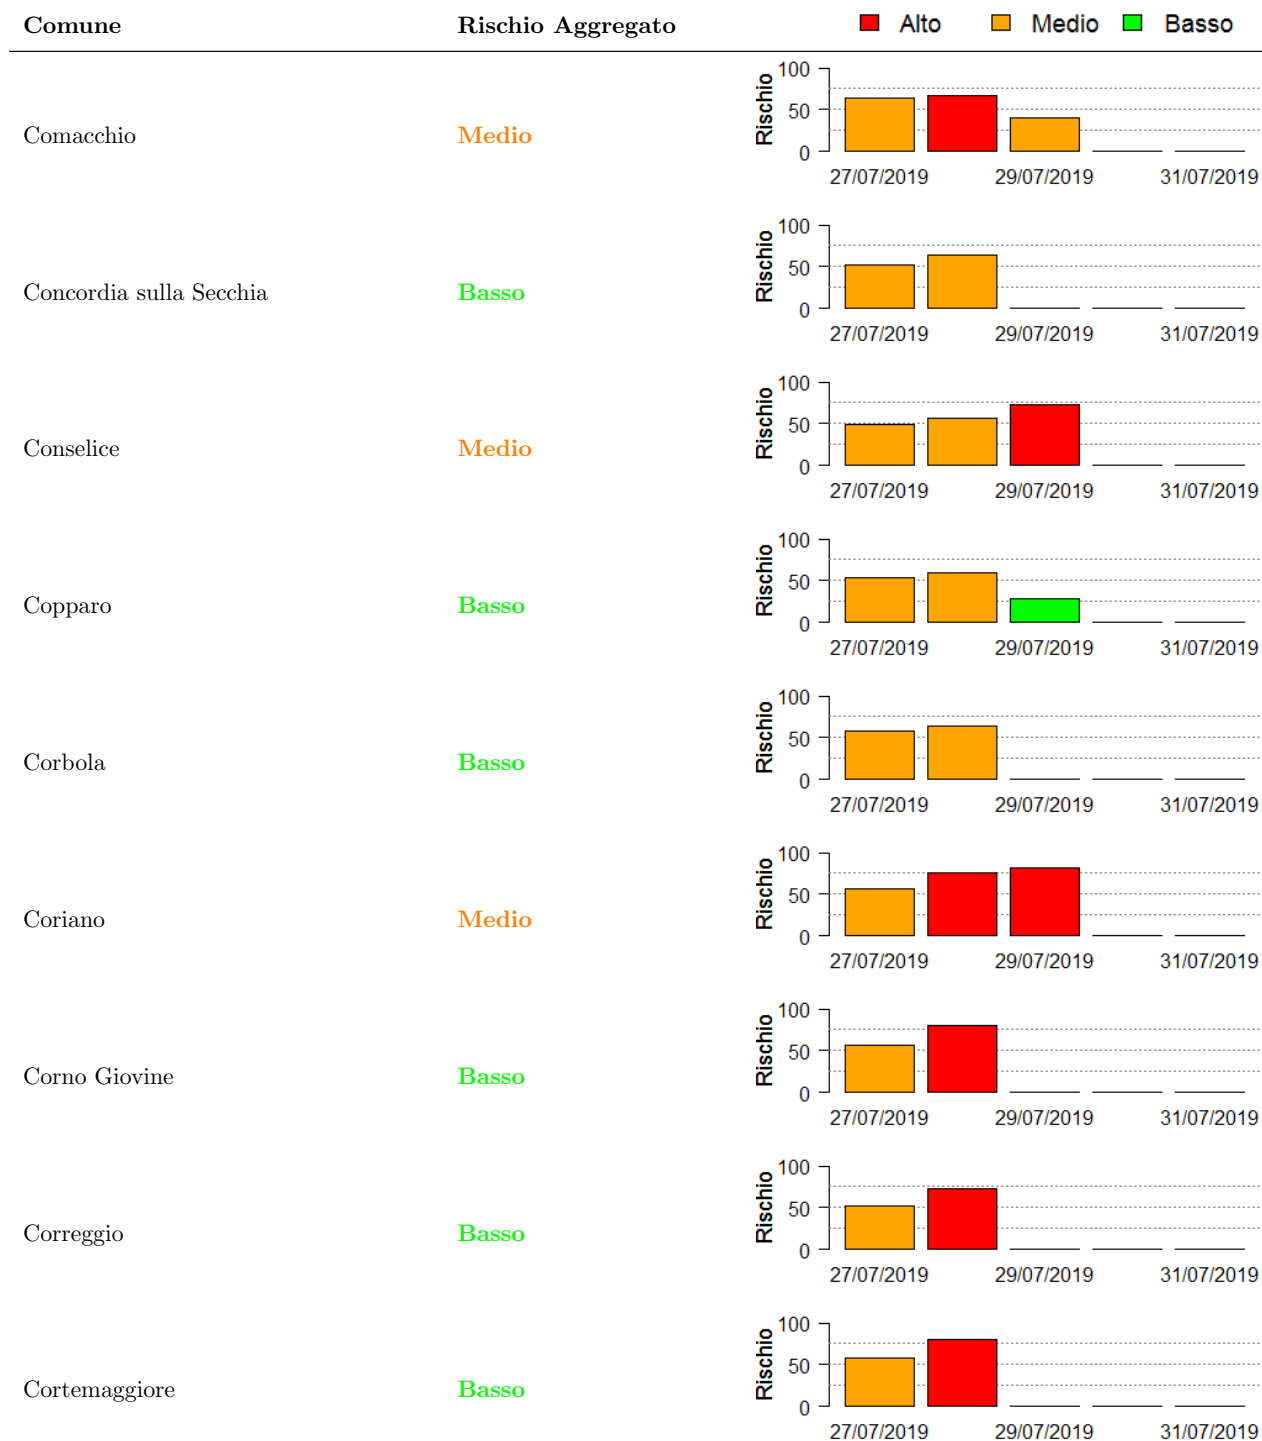 Comune Rischio Aggregato Alto Medio Basso
Comacchio Medio
Rischio
100
50
0
27/07/2019 29/07/2019 31/07/2019
Concordia sulla Secchia Basso
Rischio
100
50
0
27/07/2019 29/07/2019 31/07/2019
Conselice Medio
Rischio
100
50
0
27/07/2019 29/07/2019 31/07/2019
Copparo Basso
Rischio
100
50
0
27/07/2019 29/07/2019 31/07/2019
Corbola Basso
Rischio
100
50
0
27/07/2019 29/07/2019 31/07/2019
Coriano Medio
Rischio
100
50
0
27/07/2019 29/07/2019 31/07/2019
Corno Giovine Basso
Rischio
100
50
0
27/07/2019 29/07/2019 31/07/2019
Correggio Basso
Rischio
100
50
0
27/07/2019 29/07/2019 31/07/2019
Cortemaggiore Basso
Rischio
100
50
0
27/07/2019 29/07/2019 31/07/2019